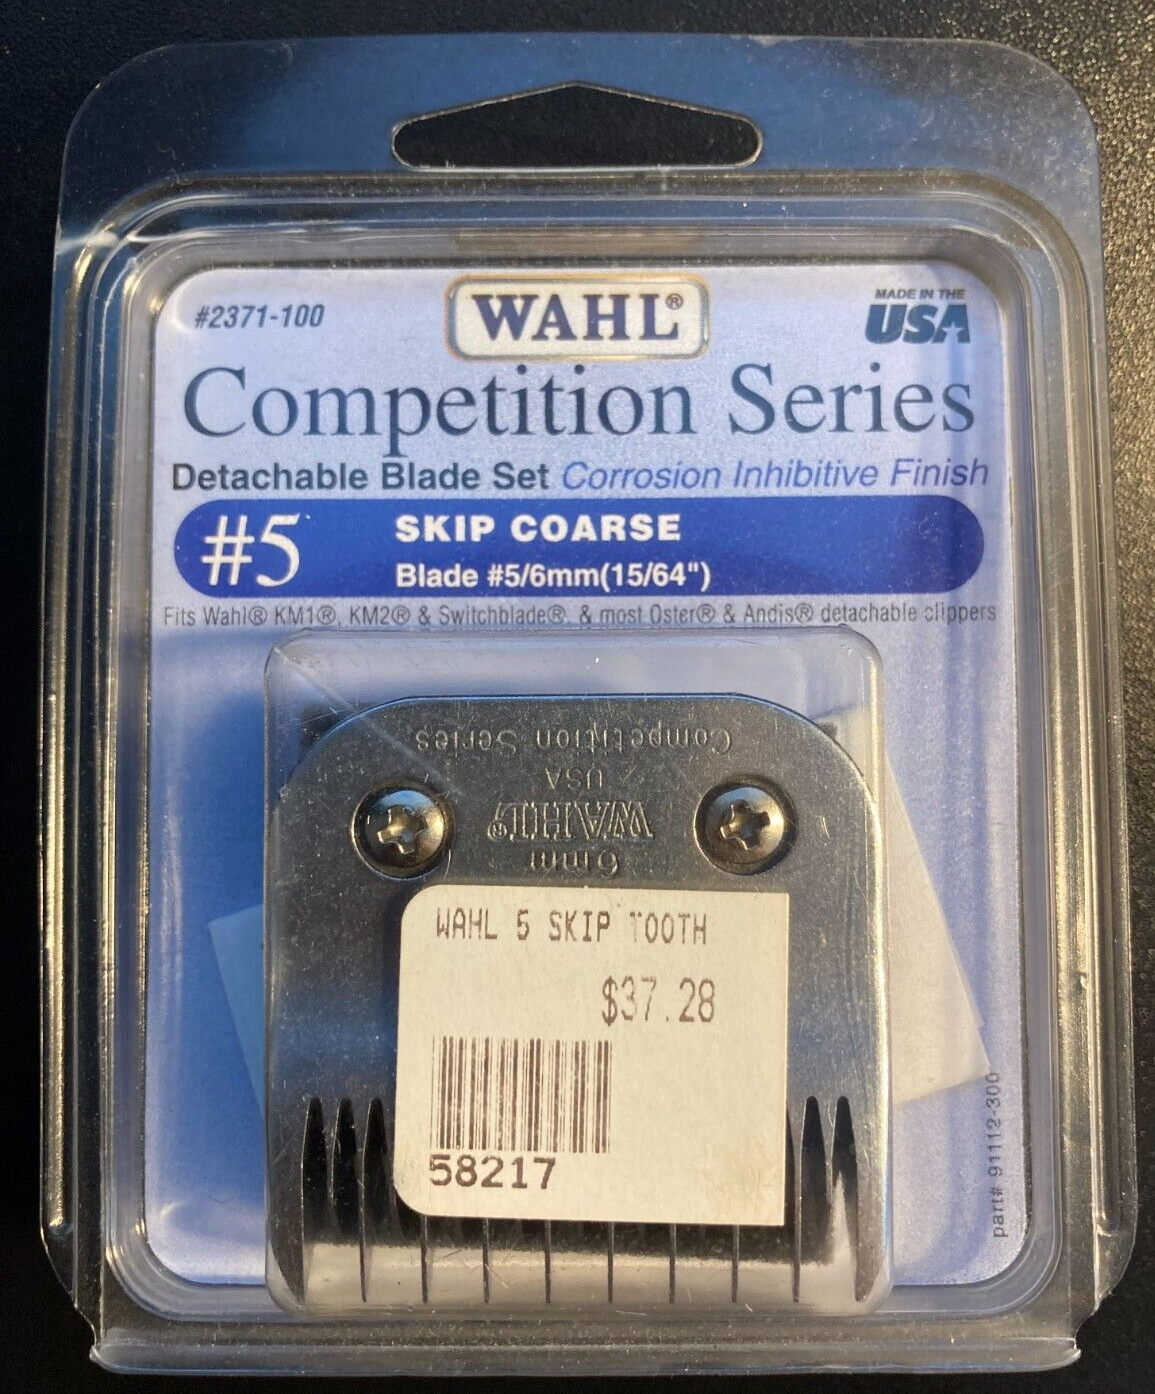 #2371-100
WAHL®
MADE IN THE
USA
Competition Series
Detachable Blade Set Corrosion Inhibitive Finish
#5
SKIP COARSE
Blade #5/6mm(15/64")
Fits Wahl® KM1®, KM2® & Switchblade®. & most Oster® & Andis® detachable clippers
Competition Series
USA
WAHL®
6mm
WAHL 5 SKIP TOOTH
$37.28
58217
part# 91112-300